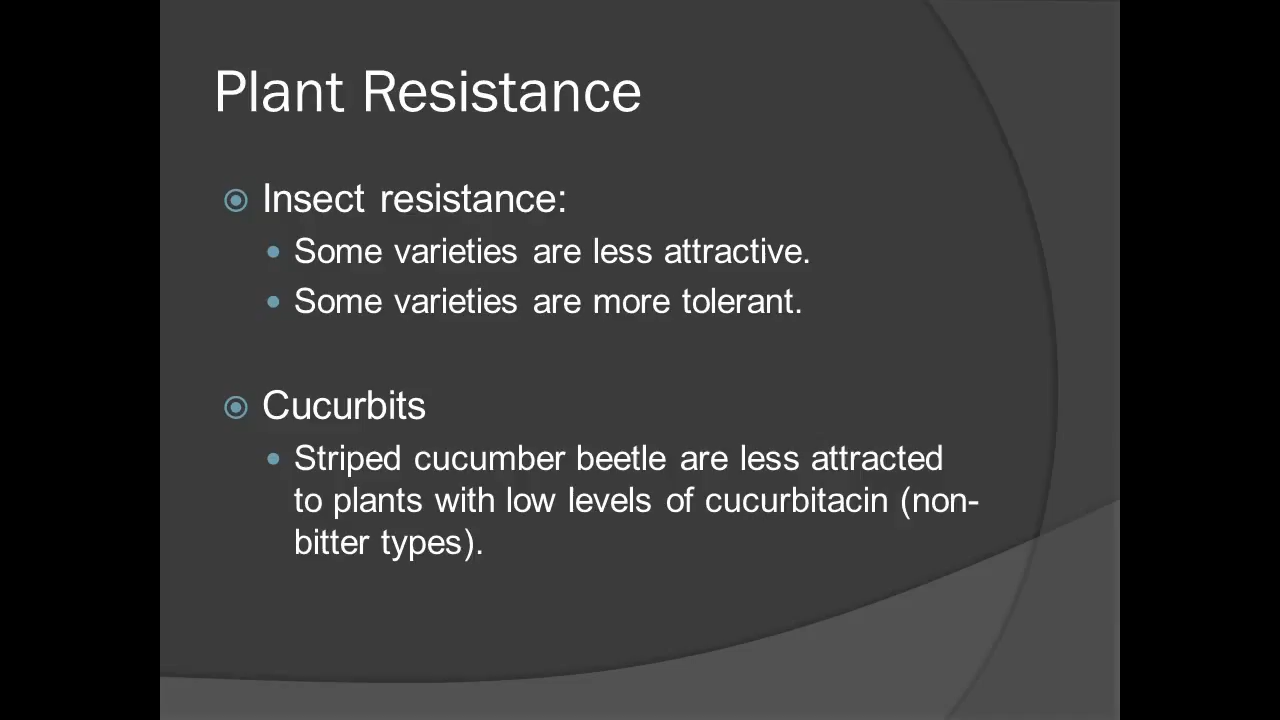 Plant Resistance
Insect resistance:
Some varieties are less attractive.
Some varieties are more tolerant.
Cucurbits
Striped cucumber beetle are less attracted
to plants with low levels of cucurbitacin (non-
bitter types).